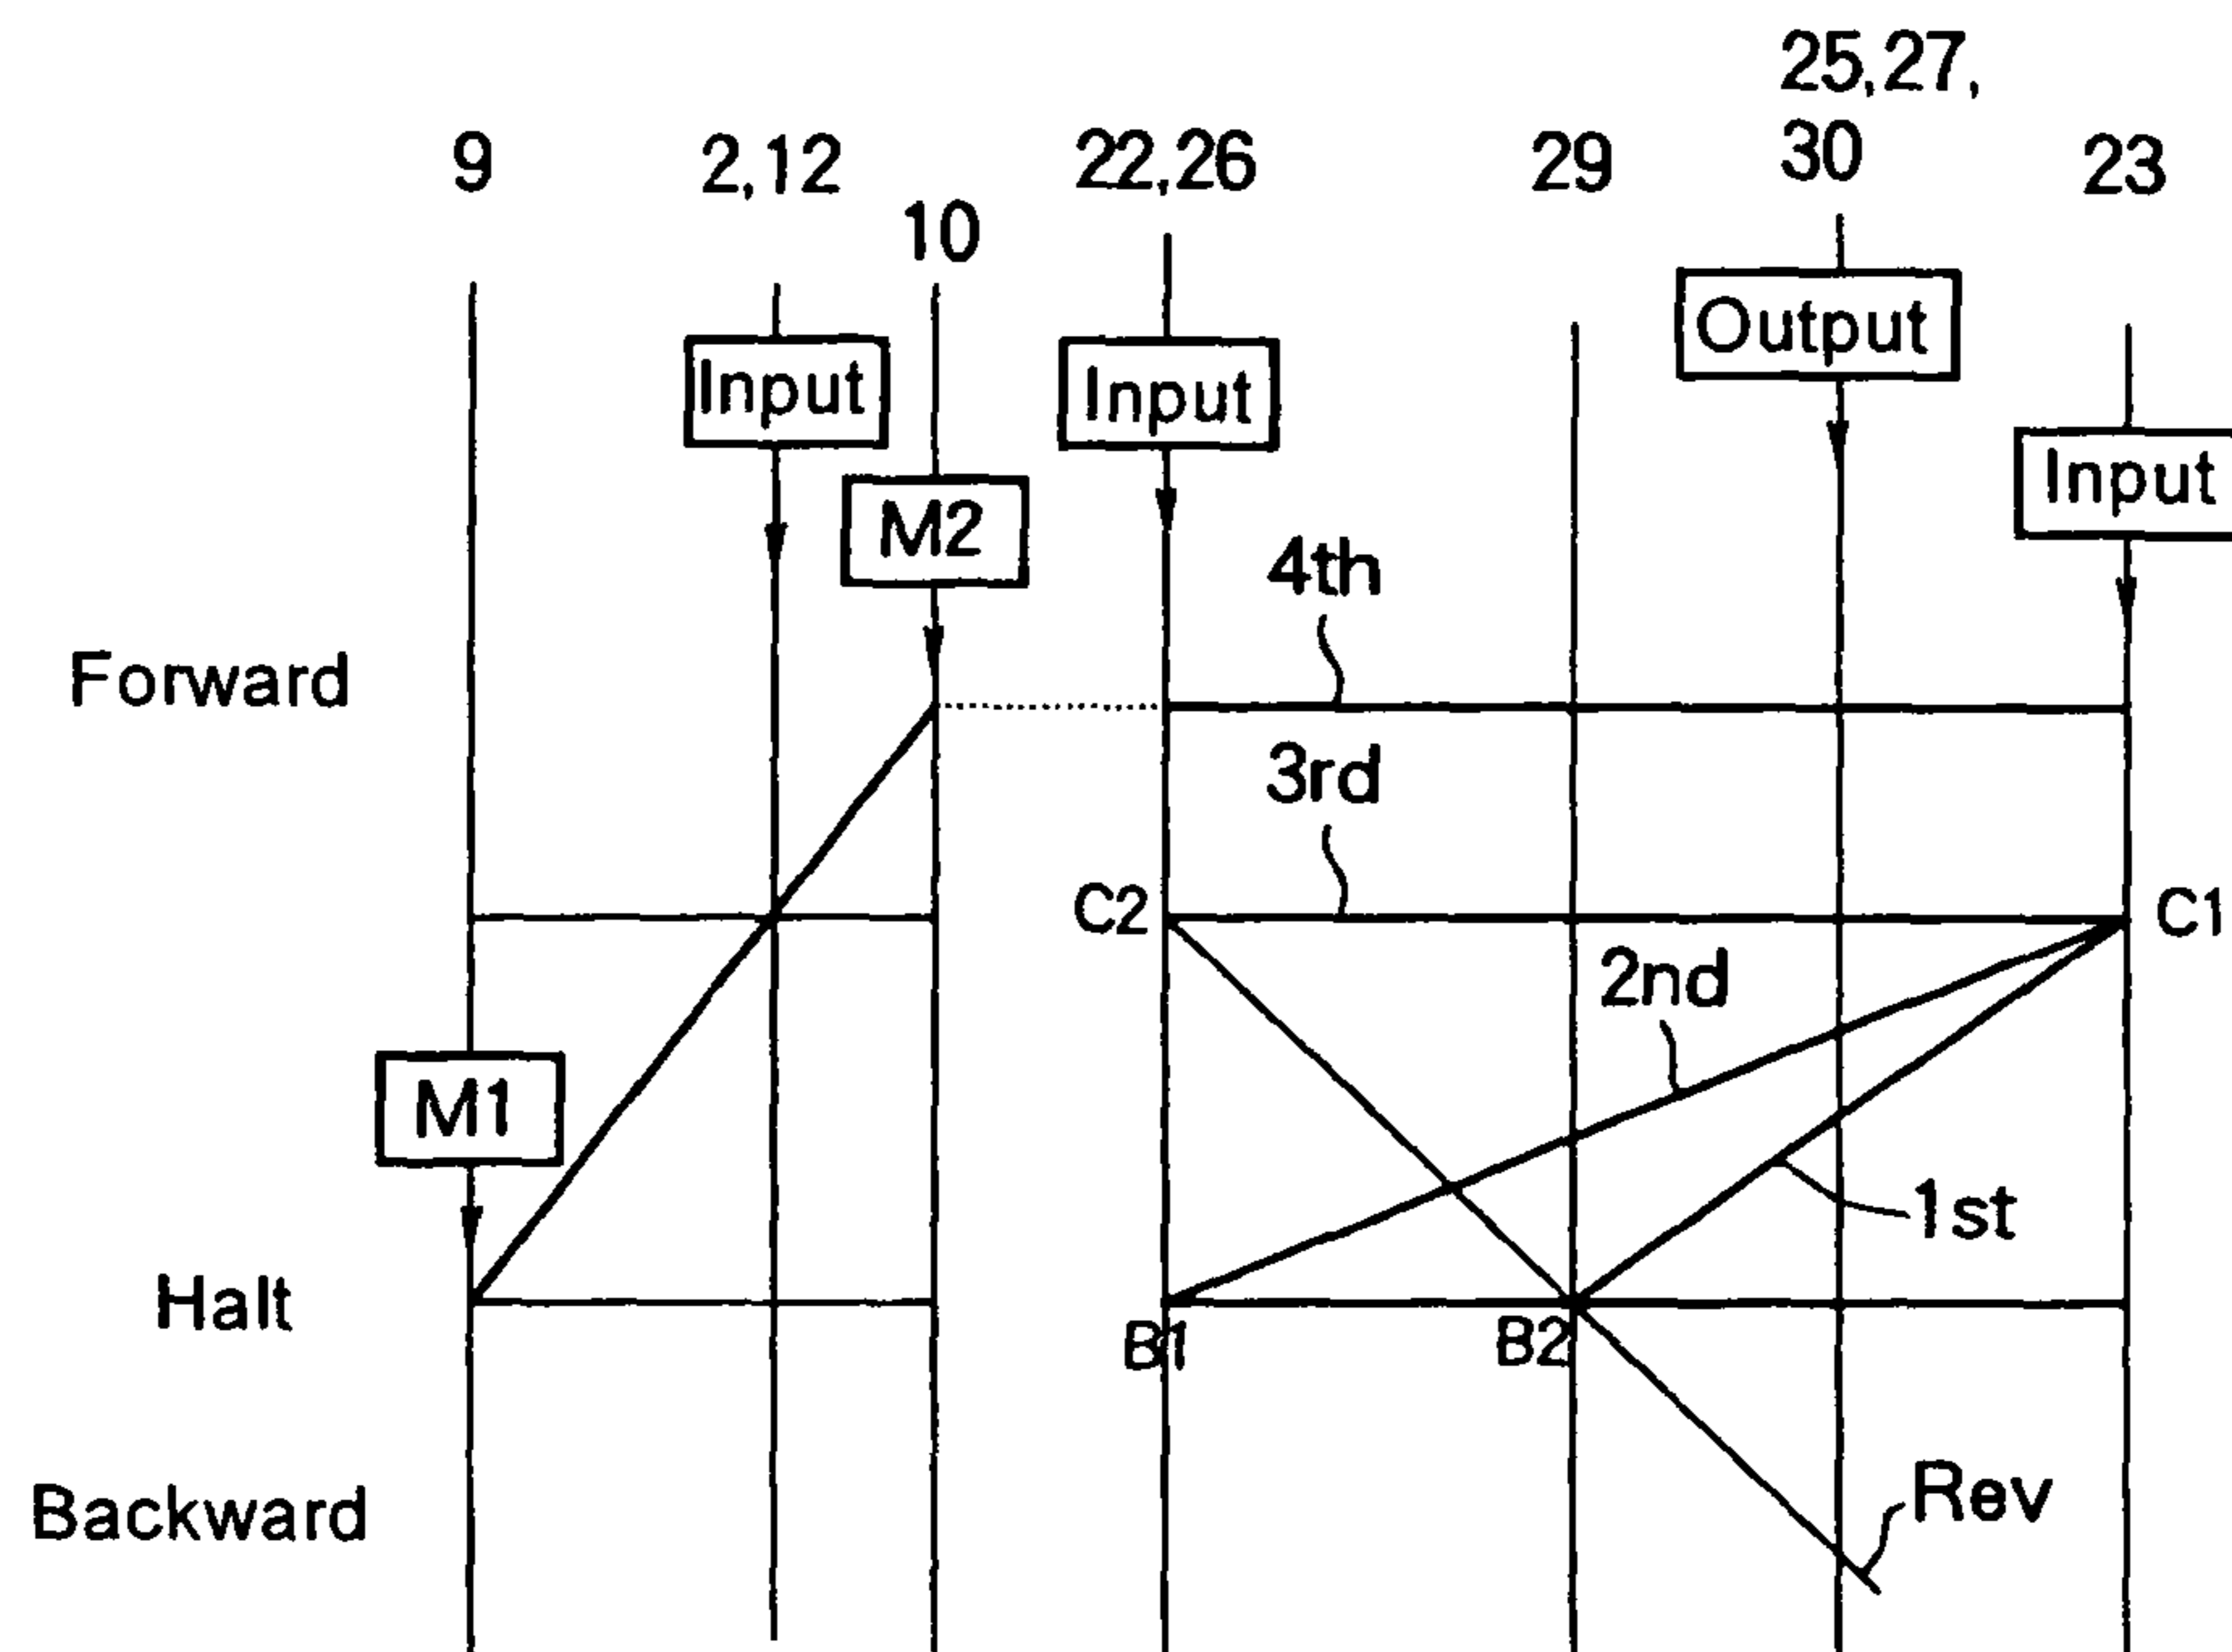 25,27,
9
2,12
22,26
29
30
23
10
Output
Input
Input
Input
M2
4th
Forward
3rd
C2
C1
2nd
M1
1st
Halt
B1
B2
Rev
Backward